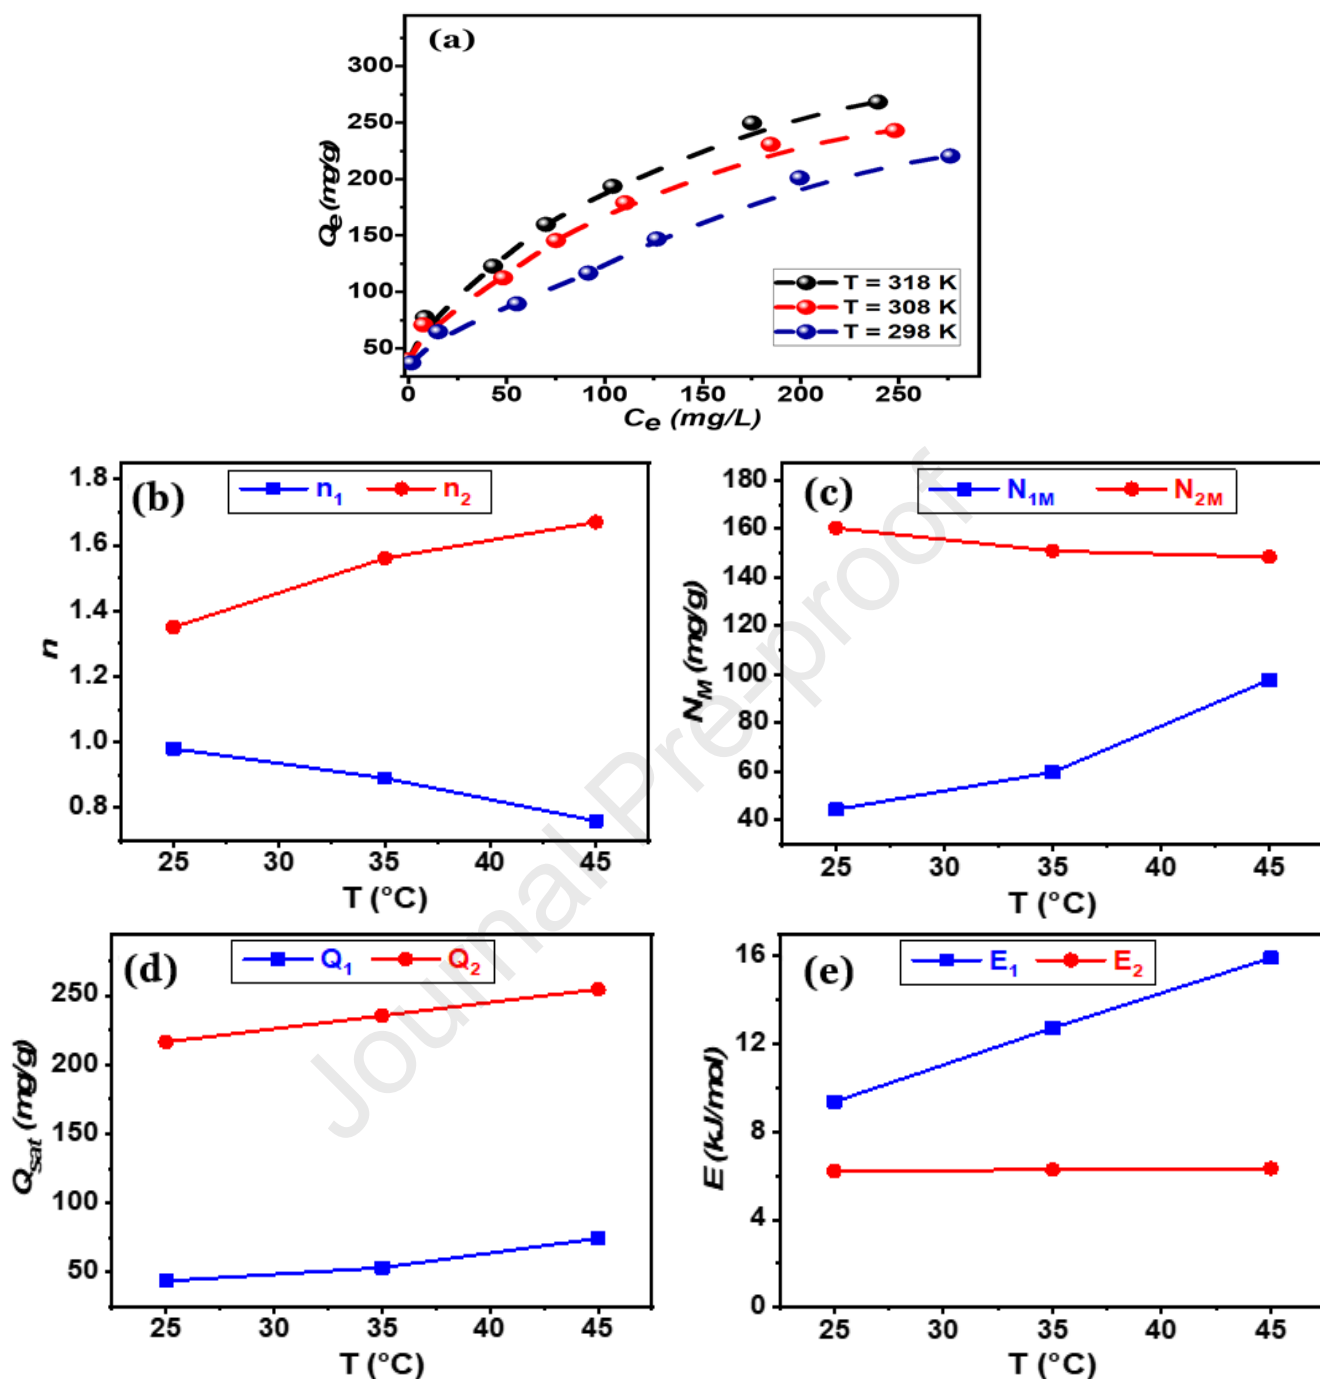 (a)
300
250
200
150
100
50
Qe (mg/g)
T = 318 K
T = 308 K
T = 298 K
0 50 100 150 200 250
Ce (mg/L)
(b)
n1 n2
1.8
1.6
1.4
1.2
1.0
0.8
n
25 30 35 40 45
T (°C)
(c)
N1M N2M
180
160
140
120
100
80
60
40
NM (mg/g)
25 30 35 40 45
T (°C)
(d)
Q1 Q2
250
200
150
100
50
Qsat (mg/g)
25 30 35 40 45
T (°C)
(e)
E1 E2
16
12
8
4
0
E (kJ/mol)
25 30 35 40 45
T (°C)
Journal Pre-proof